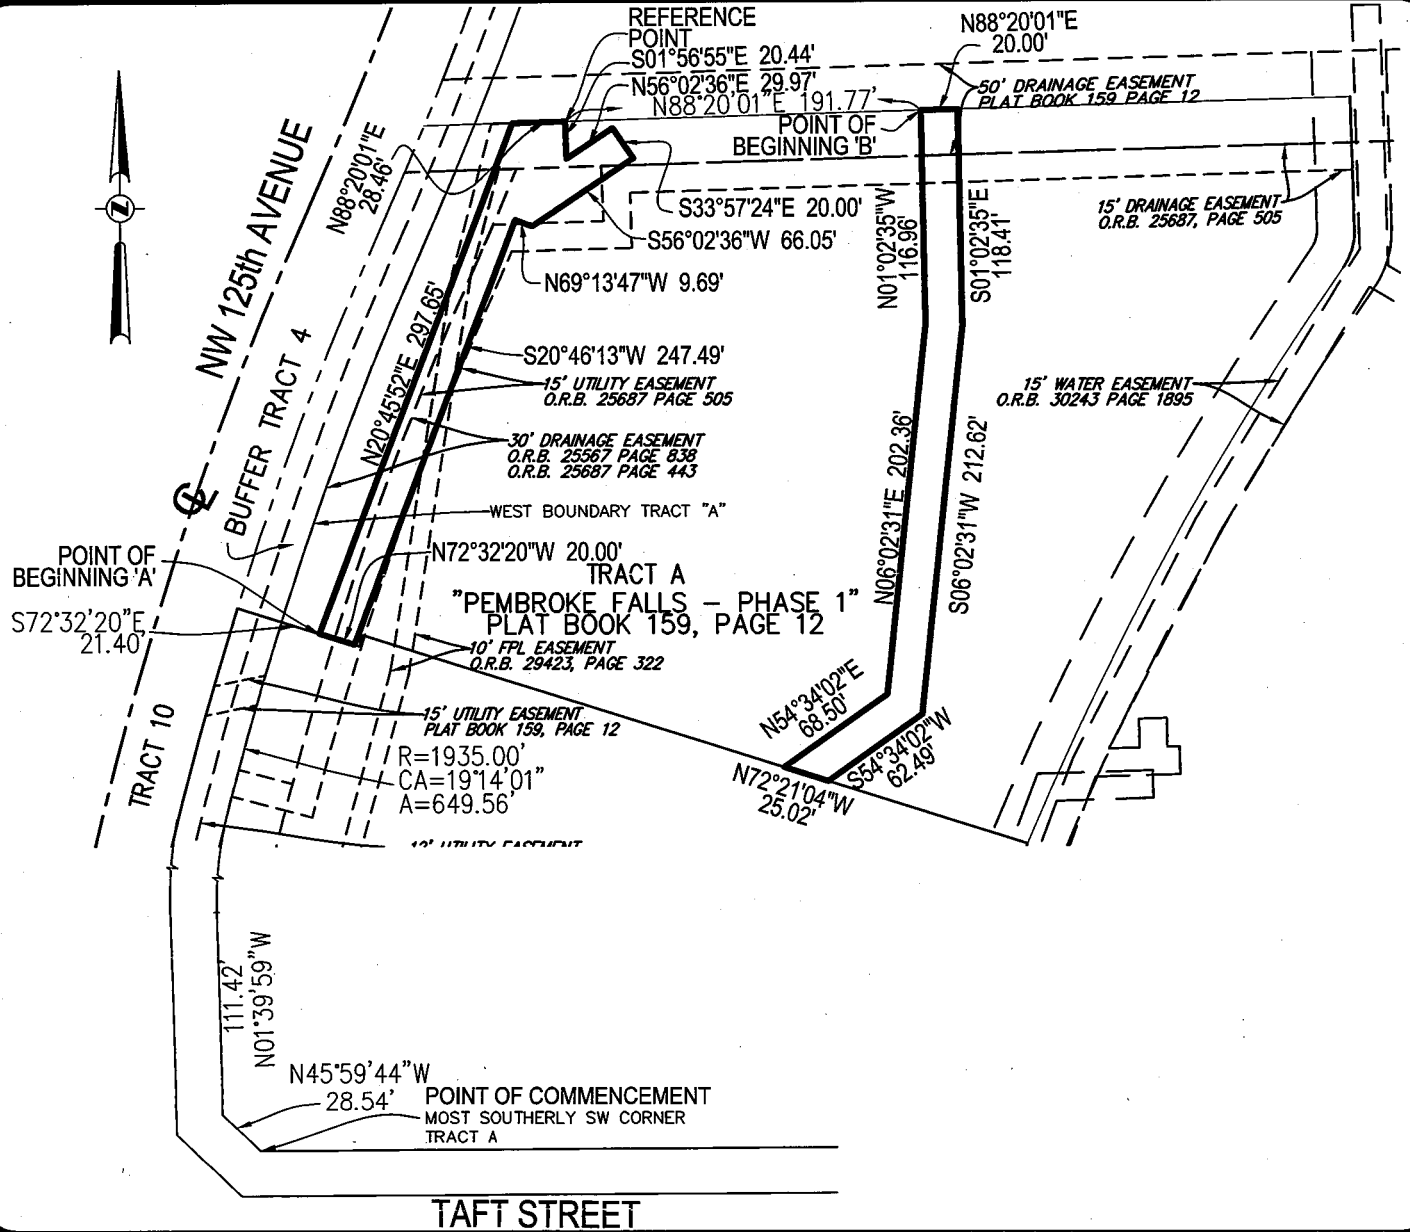 REFERENCE
POINT
S01°56'55"E 20.44'
N56°02'36"E 29.97'
N88°20'01"E 191.77'
N88°20'01"E
20.00'
50' DRAINAGE EASEMENT
PLAT BOOK 159 PAGE 12
POINT OF
BEGINNING 'B'
NW 125th AVENUE
N88°20'01"E
28.46'
Z
S33°57'24"E 20.00'
S56°02'36"W 66.05'
N69°13'47"W 9.69'
N01°02'35"W
116.96'
S01°02'35"E
118.41'
15' DRAINAGE EASEMENT
O.R.B. 25687, PAGE 505
N20°45'52"E 297.65'
S20°46'13"W 247.49'
15' UTILITY EASEMENT
O.R.B. 25687 PAGE 505
15' WATER EASEMENT
O.R.B. 30243 PAGE 1895
BUFFER TRACT 4
30' DRAINAGE EASEMENT
O.R.B. 25567 PAGE 838
O.R.B. 25687 PAGE 443
CL
WEST BOUNDARY TRACT "A"
N06°02'31"E 202.36'
S06°02'31"W 212.62'
POINT OF
BEGINNING 'A'
N72°32'20"W 20.00'
TRACT A
"PEMBROKE FALLS – PHASE 1"
PLAT BOOK 159, PAGE 12
S72°32'20"E
21.40'
10' FPL EASEMENT
O.R.B. 29423, PAGE 322
N54°34'02"E
68.50'
S54°34'02"W
62.49'
N72°21'04"W
25.02'
15' UTILITY EASEMENT
PLAT BOOK 159, PAGE 12
TRACT 10
R=1935.00'
CA=19°14'01"
A=649.56'
12' UTILITY EASEMENT
111.42'
N01°39'59"W
N45°59'44"W
28.54'
POINT OF COMMENCEMENT
MOST SOUTHERLY SW CORNER
TRACT A
TAFT STREET